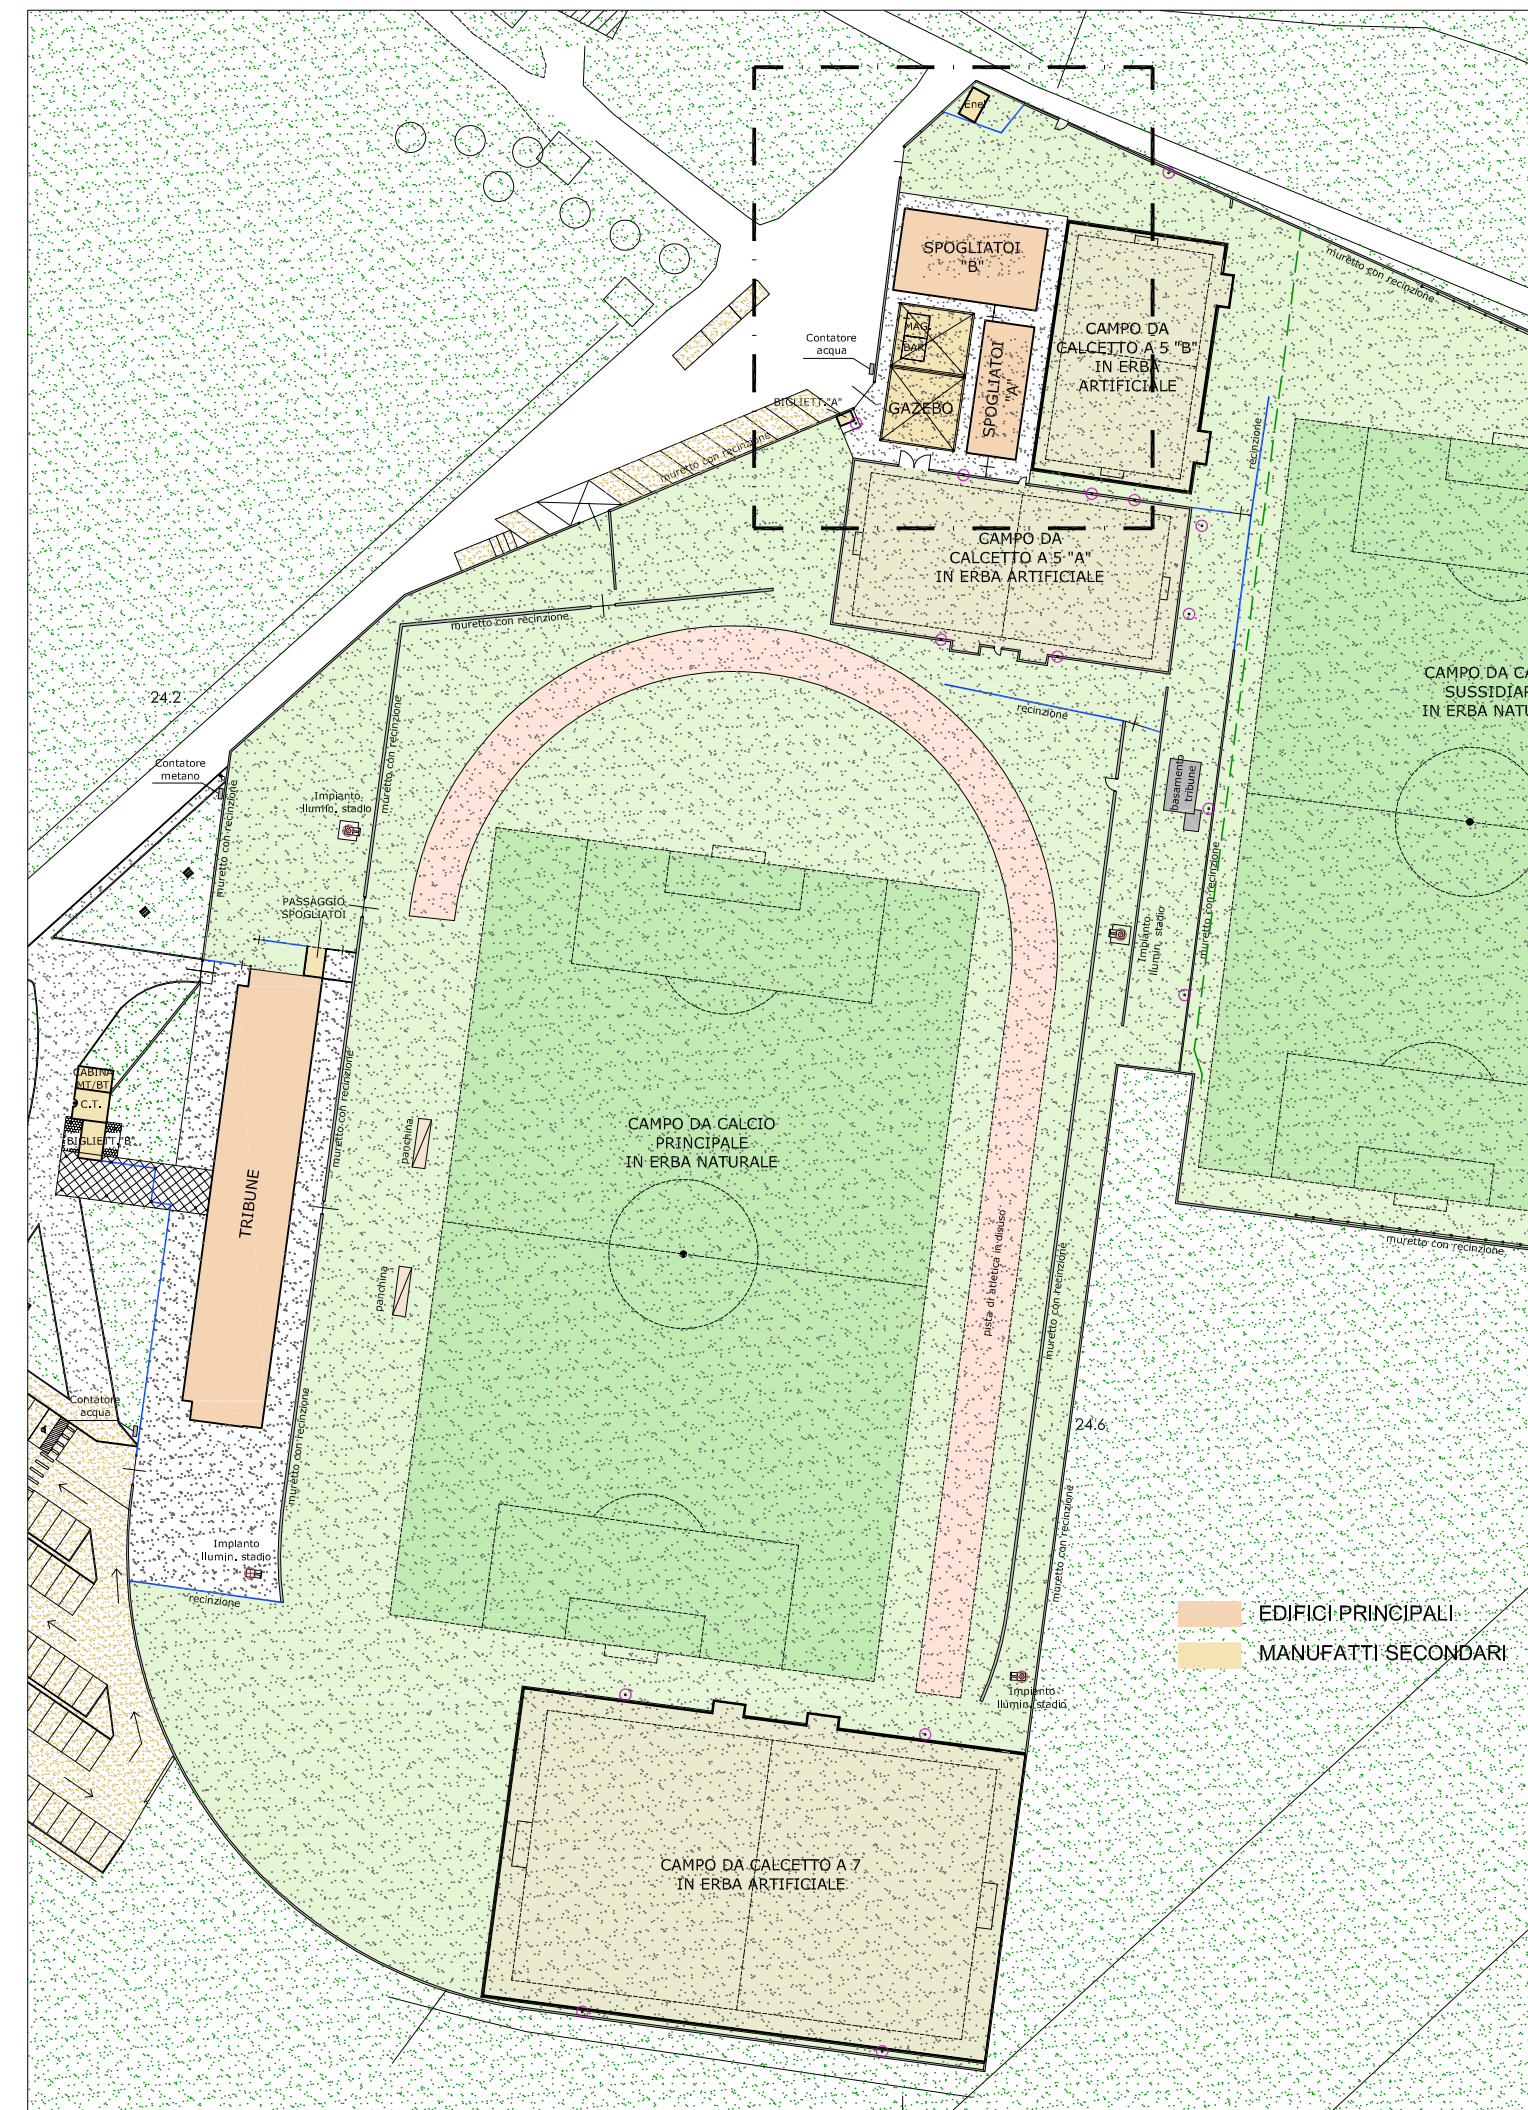 Enel
SPOGLIATOI
"B"
muretto con recinzione
MAG.
BAR
Contatore
acqua
SPOGLIATOI
"A"
CAMPO DA
CALCETTO A 5 "B"
IN ERBA
ARTIFICIALE
GAZEBO
BIGLIETT."A"
muretto con recinzione
recinzione
CAMPO DA
CALCETTO A 5 "A"
IN ERBA ARTIFICIALE
muretto con recinzione
24.2
CAMPO DA CA
SUSSIDIAR
IN ERBA NATU
recinzione
muretto con recinzione
Contatore
metano
muretto con recinzione
Impianto
Ilumin. stadio
basamento
tribune
muretto con recinzione
PASSAGGIO
SPOGLIATOI
Impianto
Ilumin. stadio
CABINA
MT/BT
C.T.
BIGLIETT."B"
muretto con recinzione
panchina
CAMPO DA CALCIO
PRINCIPALE
IN ERBA NATURALE
TRIBUNE
panchina
pista di atletica in disuso
muretto con recinzione
muretto con recinzione
Contatore
acqua
muretto con recinzione
24.6
muretto con recinzione
Impianto
Ilumin. stadio
recinzione
EDIFICI PRINCIPALI
MANUFATTI SECONDARI
Impianto
Ilumin. stadio
CAMPO DA CALCETTO A 7
IN ERBA ARTIFICIALE